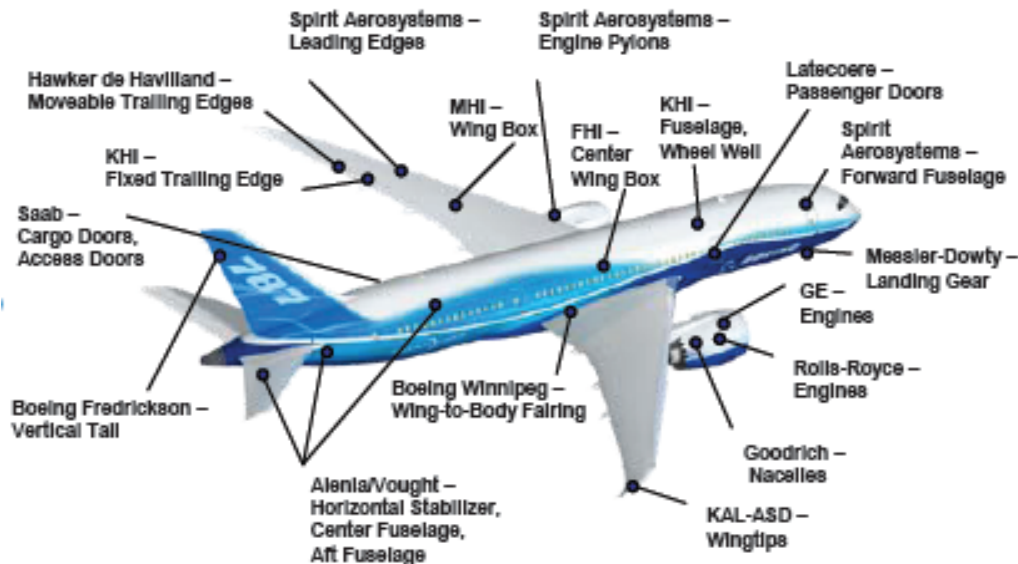 Spirit Aerosystems –
Leading Edges
Spirit Aerosystems –
Engine Pylons
Hawker de Havilland –
Moveable Trailing Edges
MHI –
Wing Box
FHI –
Center
Wing Box
KHI –
Fuselage,
Wheel Well
Latecoere –
Passenger Doors
Spirit
Aerosystems –
Forward Fuselage
KHI –
Fixed Trailing Edge
Saab –
Cargo Doors,
Access Doors
787
Messier-Dowty –
Landing Gear
GE –
Engines
Rolls-Royce –
Engines
Boeing Fredrickson –
Vertical Tail
Boeing Winnipeg –
Wing-to-Body Fairing
Goodrich –
Nacelles
Alenia/Vought –
Horizontal Stabilizer,
Center Fuselage,
Aft Fuselage
KAL-ASD –
Wingtips